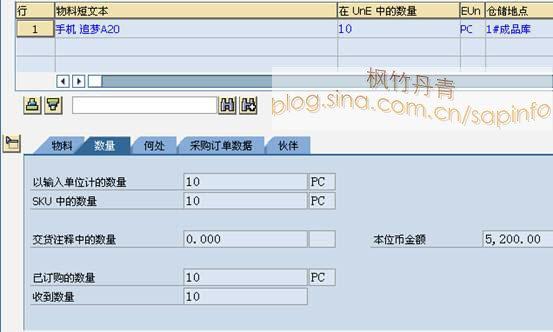 行 物料短文本 在 UnE 中的数量 EUn 仓储地点
1 手机 追梦A20 10 PC 1#成品库
枫竹丹青
blog.sina.com.cn/sapinfo
物料 数量 何处 采购订单数据 伙伴
以输入单位计的数量 10 PC
SKU 中的数量 10 PC
交货注释中的数量 0.000 本位币金额 5,200.00
已订购的数量 10 PC
收到数量 10